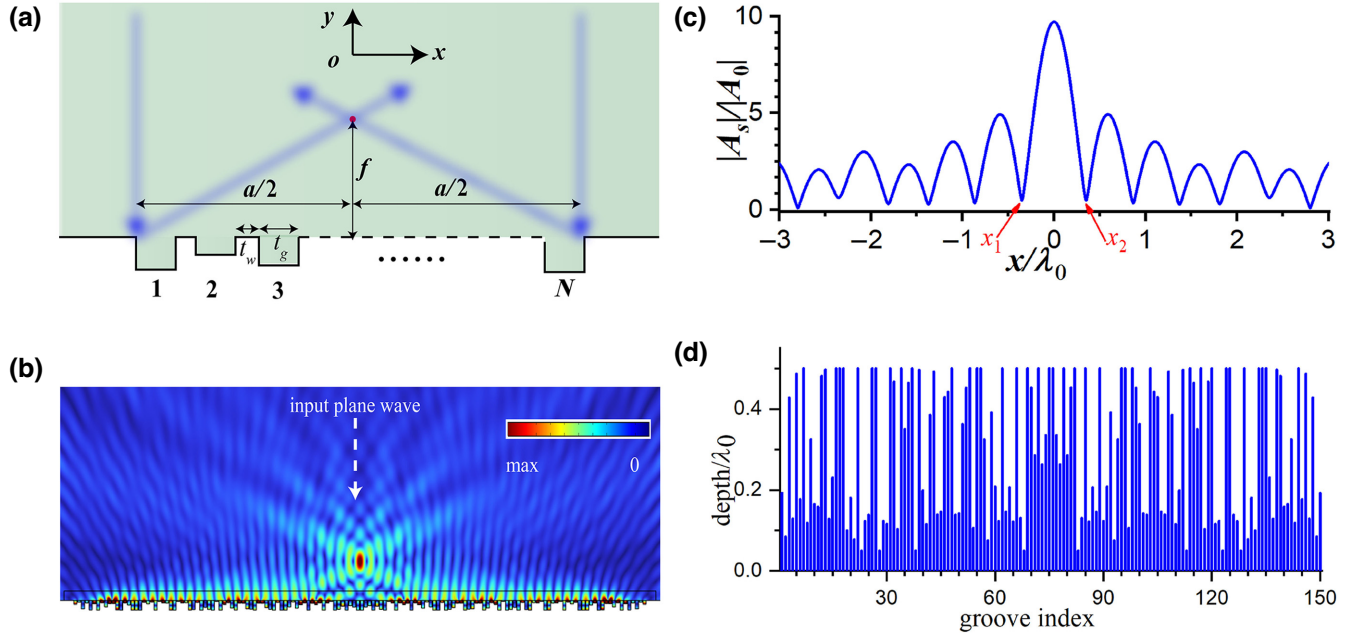 (a)
y
o
x
f
a/2
a/2
t_w
t_g
......
1
2
3
N
(b)
input plane wave
max
0
(c)
|A_s|/|A_0|
10
5
0
−3
−2
−1
0
1
2
3
x_1
x_2
x/λ_0
(d)
depth/λ_0
0.4
0.2
0.0
30
60
90
120
150
groove index